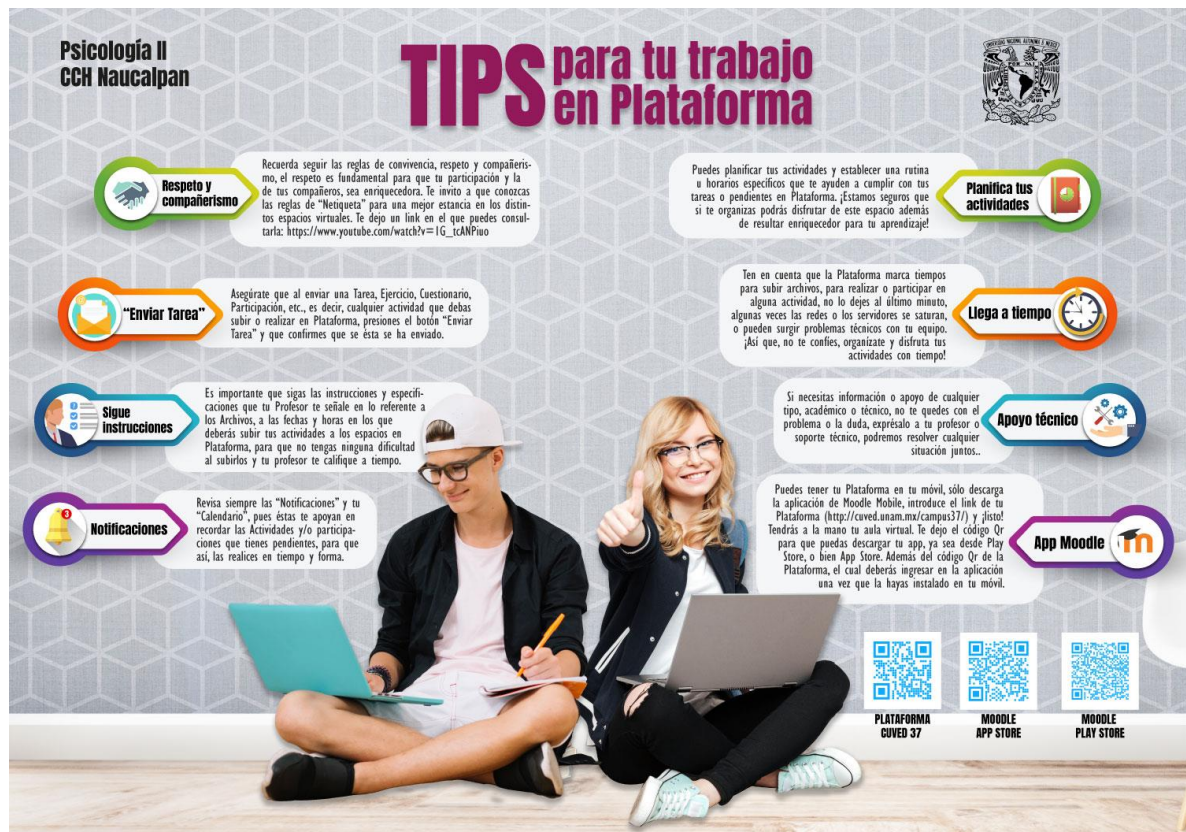 Psicología II
CCH Naucalpan
TIPS para tu trabajo
en Plataforma
Respeto y
compañerismo
Recuerda seguir las reglas de convivencia, respeto y compañeris-
mo, el respeto es fundamental para que tu participación y la
de tus compañeros, sea enriquecedora. Te invito a que conozcas
las reglas de “Netiqueta” para una mejor estancia en los distin-
tos espacios virtuales. Te dejo un link en el que puedes consul-
tarla: https://www.youtube.com/watch?v=1G_tcANPiuo
“Enviar Tarea”
Asegúrate que al enviar una Tarea, Ejercicio, Cuestionario,
Participación, etc., es decir, cualquier actividad que debas
subir o realizar en Plataforma, presiones el botón “Enviar
Tarea” y que confirmes que se ésta se ha enviado.
Sigue
instrucciones
Es importante que sigas las instrucciones y especifi-
caciones que tu Profesor te señale en lo referente a
los Archivos, a las fechas y horas en los que
deberás subir tus actividades a los espacios en
Plataforma, para que no tengas ninguna dificultad
al subirlos y tu profesor te califique a tiempo.
3
Notificaciones
Revisa siempre las “Notificaciones” y tu
“Calendario”, pues éstas te apoyan en
recordar las Actividades y/o participa-
ciones que tienes pendientes, para que
así, las realices en tiempo y forma.
Puedes planificar tus actividades y establecer una rutina
u horarios específicos que te ayuden a cumplir con tus
tareas o pendientes en Plataforma. ¡Estamos seguros que
si te organizas podrás disfrutar de este espacio además
de resultar enriquecedor para tu aprendizaje!
Planifica tus
actividades
Ten en cuenta que la Plataforma marca tiempos
para subir archivos, para realizar o participar en
alguna actividad, no lo dejes al último minuto,
algunas veces las redes o los servidores se saturan,
o pueden surgir problemas técnicos con tu equipo.
¡Así que, no te confíes, organízate y disfruta tus
actividades con tiempo!
Llega a tiempo
Si necesitas información o apoyo de cualquier
tipo, académico o técnico, no te quedes con el
problema o la duda, exprésalo a tu profesor o
soporte técnico, podremos resolver cualquier
situación juntos..
Apoyo técnico
Puedes tener tu Plataforma en tu móvil, sólo descarga
la aplicación de Moodle Mobile, introduce el link de tu
Plataforma (http://cuved.unam.mx/campus37/) y ¡listo!
Tendrás a la mano tu aula virtual. Te dejo el código Qr
para que puedas descargar tu app, ya sea desde Play
Store, o bien App Store. Además del código Qr de la
Plataforma, el cual deberás ingresar en la aplicación
una vez que la hayas instalado en tu móvil.
App Moodle
m
PLATAFORMA
CUVED 37
MOODLE
APP STORE
MOODLE
PLAY STORE